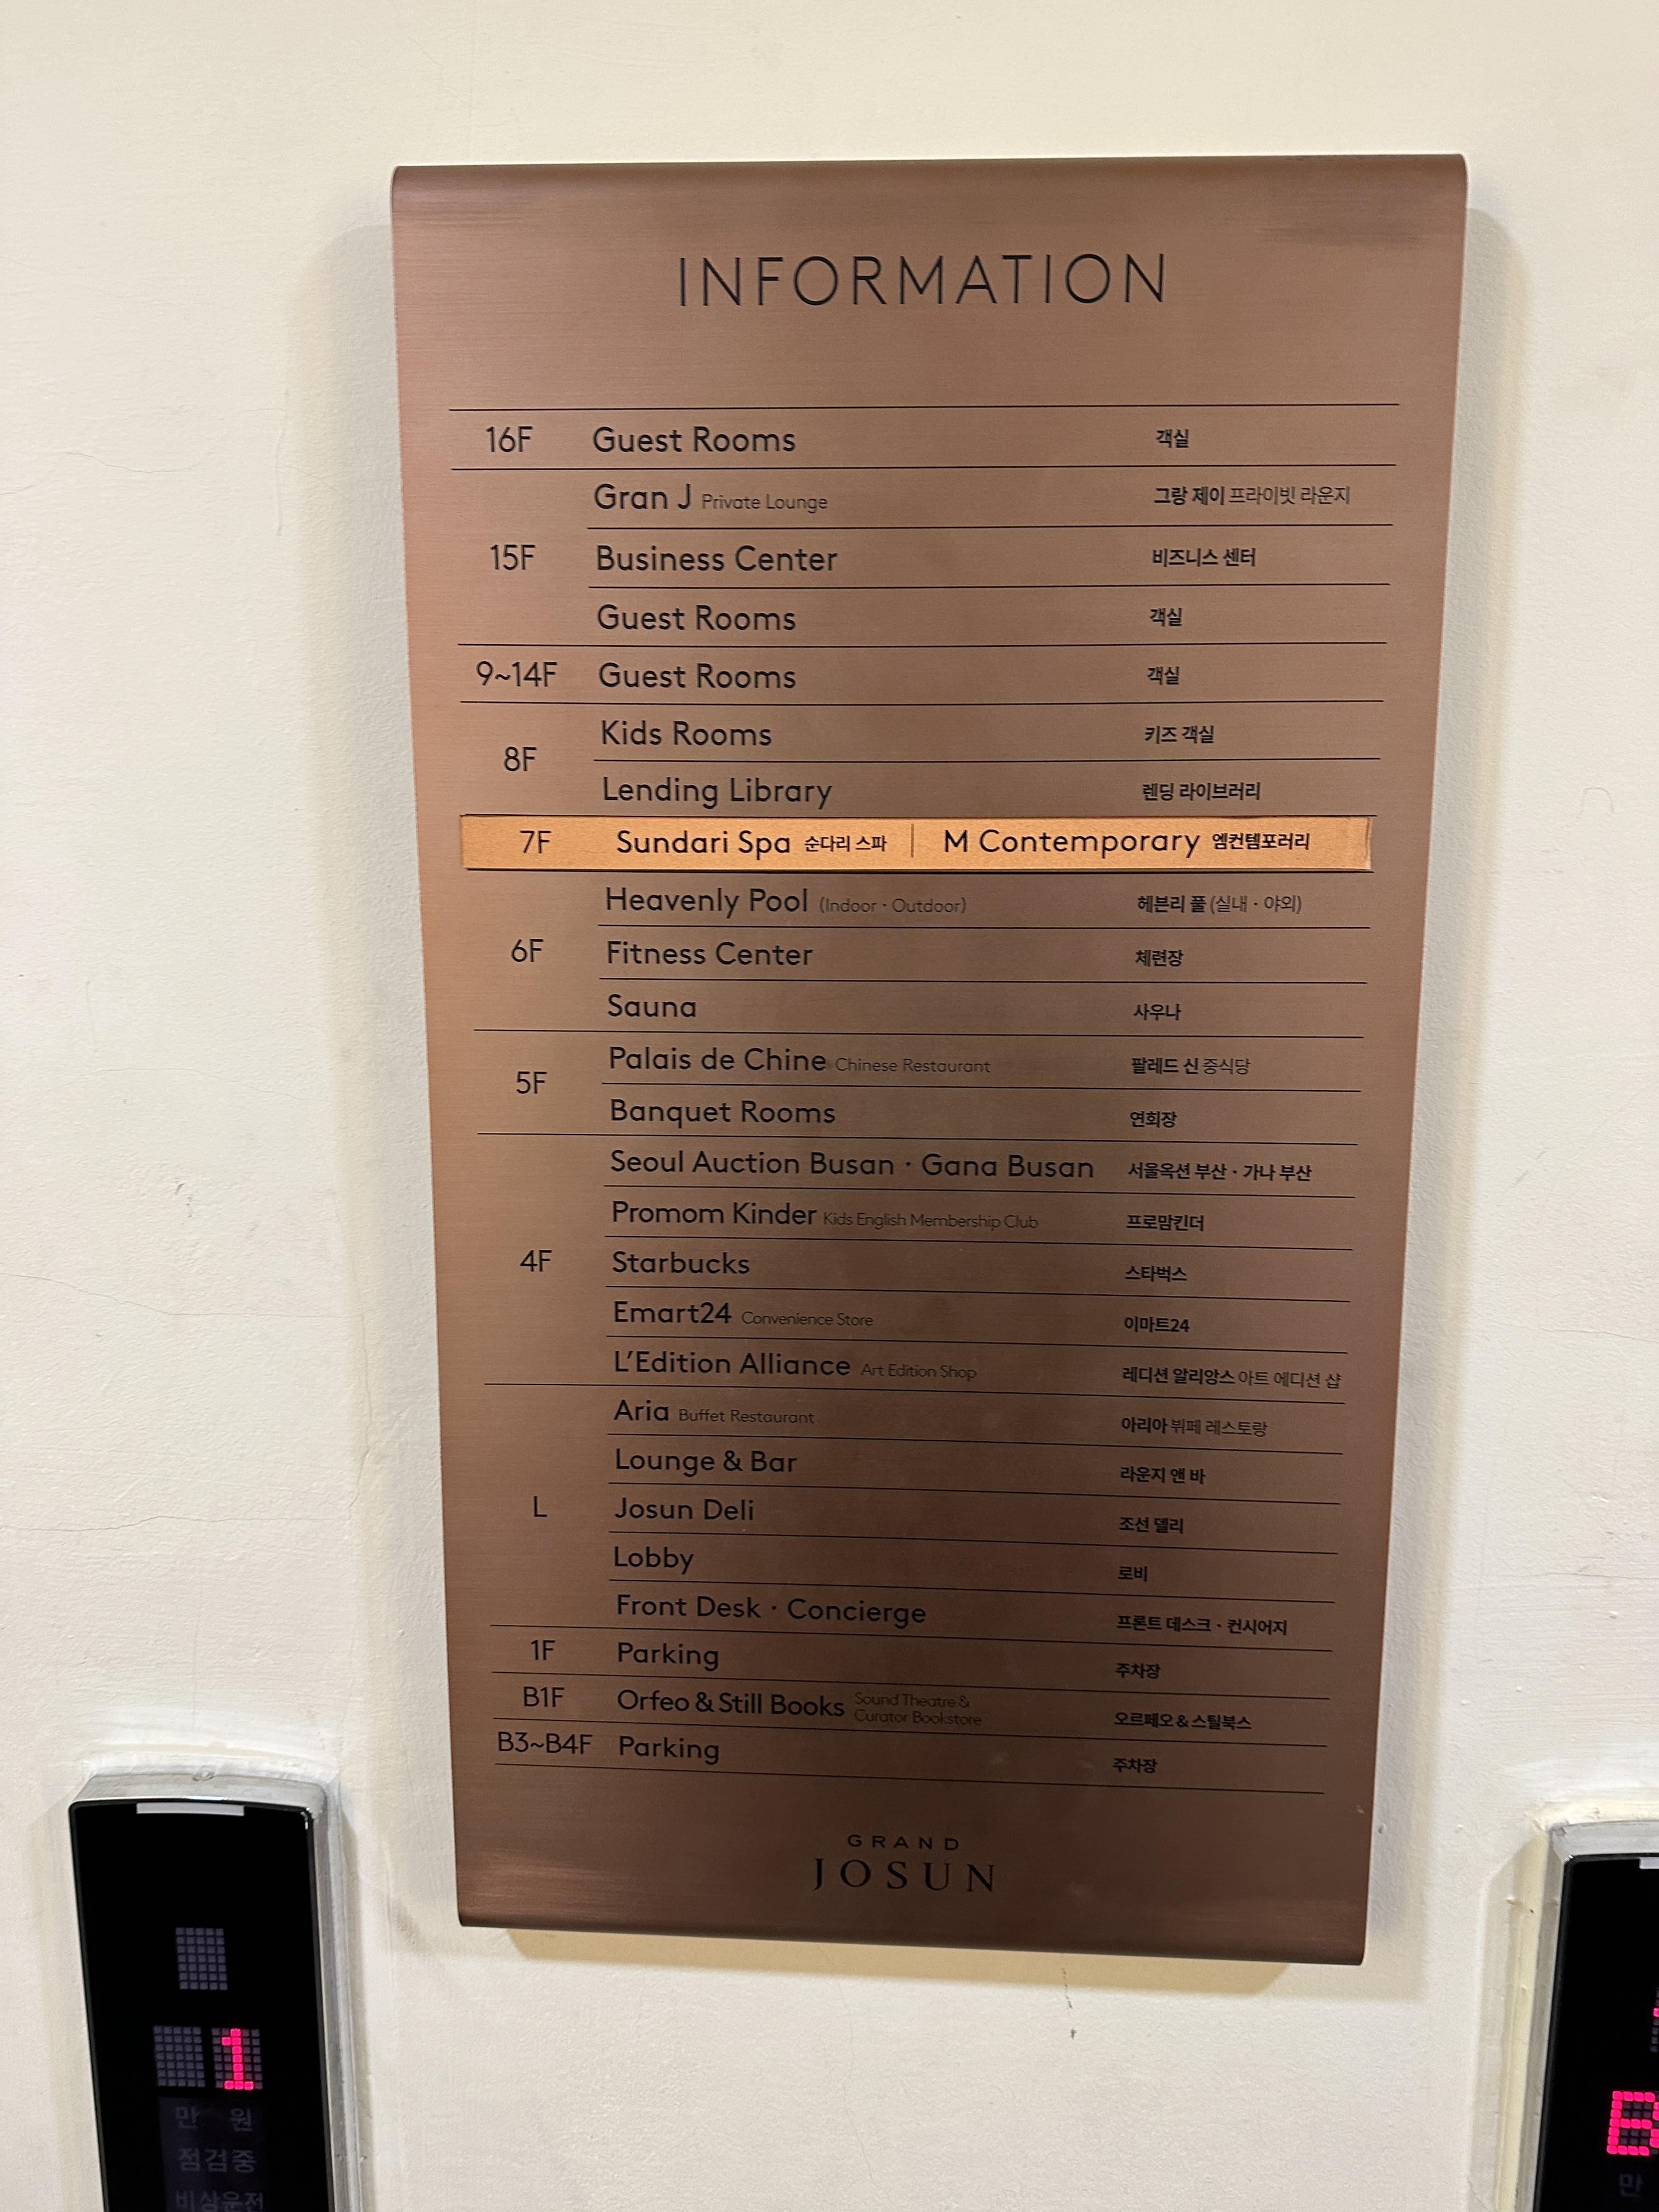 INFORMATION
16F Guest Rooms 객실
Gran J Private Lounge 그랑 제이 프라이빗 라운지
15F Business Center 비즈니스 센터
Guest Rooms 객실
9~14F Guest Rooms 객실
8F Kids Rooms 키즈 객실
Lending Library 렌딩 라이브러리
7F Sundari Spa 순다리 스파 | M Contemporary 엠컨템포러리
Heavenly Pool (Indoor · Outdoor) 헤븐리 풀 (실내 · 야외)
6F Fitness Center 체련장
Sauna 사우나
5F Palais de Chine Chinese Restaurant 팔레드 신 중식당
Banquet Rooms 연회장
Seoul Auction Busan · Gana Busan 서울옥션 부산 · 가나 부산
Promom Kinder Kids English Membership Club 프로맘킨더
4F Starbucks 스타벅스
Emart24 Convenience Store 이마트24
L'Edition Alliance Art Edition Shop 레디션 알리앙스 아트 에디션 샵
Aria Buffet Restaurant 아리아 뷔페 레스토랑
Lounge & Bar 라운지 앤 바
L Josun Deli 조선 델리
Lobby 로비
Front Desk · Concierge 프론트 데스크 · 컨시어지
1F Parking 주차장
B1F Orfeo & Still Books Sound Theatre & Curator Bookstore 오르페오 & 스틸북스
B3~B4F Parking 주차장
GRAND
JOSUN
1
만 원
점검중
비상운전
B
만